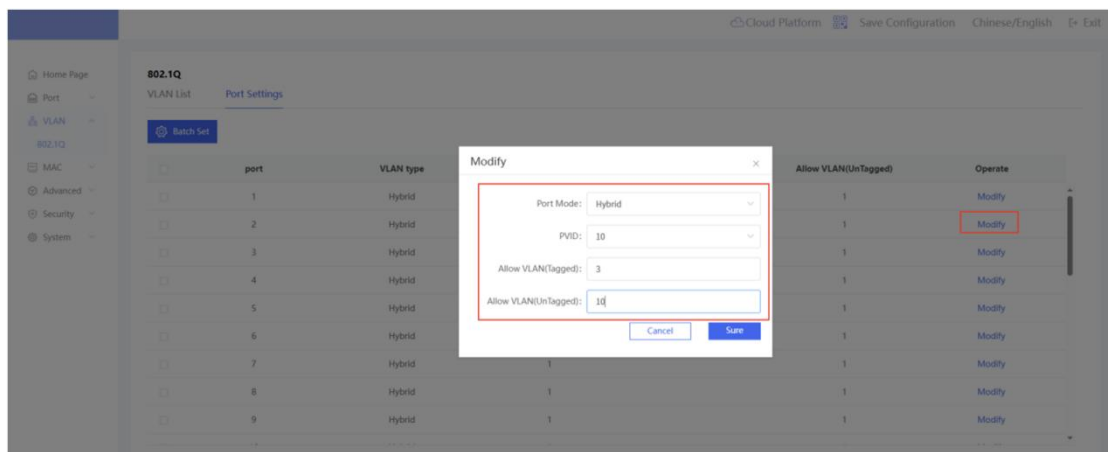 Cloud Platform Save Configuration Chinese/English Exit
Home Page
Port
VLAN
802.1Q
MAC
Advanced
Security
System
802.1Q
VLAN List Port Settings
Batch Set
port VLAN type Allow VLAN(UnTagged) Operate
1 Hybrid 1 Modify
2 Hybrid 1 Modify
3 Hybrid 1 Modify
4 Hybrid 1 Modify
5 Hybrid 1 Modify
6 Hybrid 1 Modify
7 Hybrid 1 1 Modify
8 Hybrid 1 1 Modify
9 Hybrid 1 1 Modify
Modify
Port Mode: Hybrid
PVID: 10
Allow VLAN(Tagged): 3
Allow VLAN(UnTagged): 10
Cancel Sure